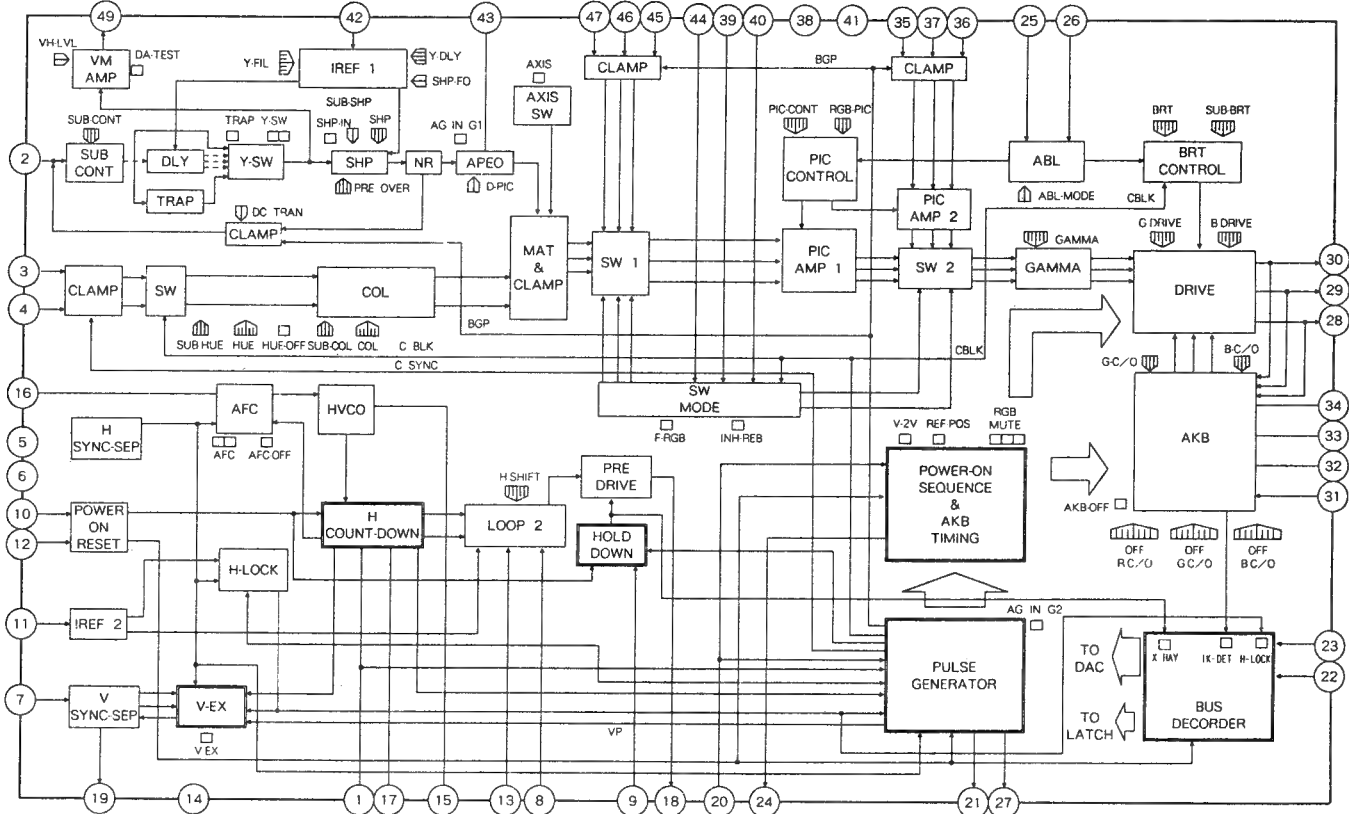 49 42 43 47 46 45 44 39 40 38 41 35 37 36 25 26
VH-LVL
VM
AMP
DA-TEST
Y-FIL
IREF 1
Y-DLY
SHP-FO
SUB-SHP
AXIS
AXIS
SW
CLAMP
BGP
CLAMP
SUB-CONT
SUB
CONT
2
DLY
TRAP
TRAP Y-SW
Y-SW
SHP-IN
SHP
SHP
PRE OVER
NR
AG IN G1
APEO
D-PIC
DC TRAN
CLAMP
PIC-CONT
RGB-PIC
PIC
CONTROL
ABL
ABL-MODE
BRT
SUB-BRT
BRT
CONTROL
CBLK
PIC
AMP 2
3
4
CLAMP
SW
COL
MAT
&
CLAMP
SW 1
PIC
AMP 1
SW 2
GAMMA
GAMMA
G DRIVE
B DRIVE
DRIVE
30
29
28
SUB HUE
HUE
HUE-OFF
SUB-COL
COL
C BLK
BGP
C SYNC
CBLK
SW
MODE
F-RGB
INH-REB
16
5
6
AFC
HVCO
H
SYNC-SEP
AFC
AFC OFF
G-C/O
B-C/O
AKB
34
33
32
31
V-2V
REF POS
RGB
MUTE
POWER-ON
SEQUENCE
&
AKB
TIMING
AKB-OFF
OFF
R C/O
OFF
G C/O
OFF
B C/O
10
12
POWER
ON
RESET
H
COUNT-DOWN
H SHIFT
LOOP 2
PRE
DRIVE
HOLD
DOWN
H-LOCK
11
IREF 2
AG IN G2
PULSE
GENERATOR
TO
DAC
TO
LATCH
X RAY
IK-DET
H-LOCK
BUS
DECORDER
23
22
7
V
SYNC-SEP
V-EX
V EX
VP
19 14 1 17 15 13 8 9 18 20 24 21 27